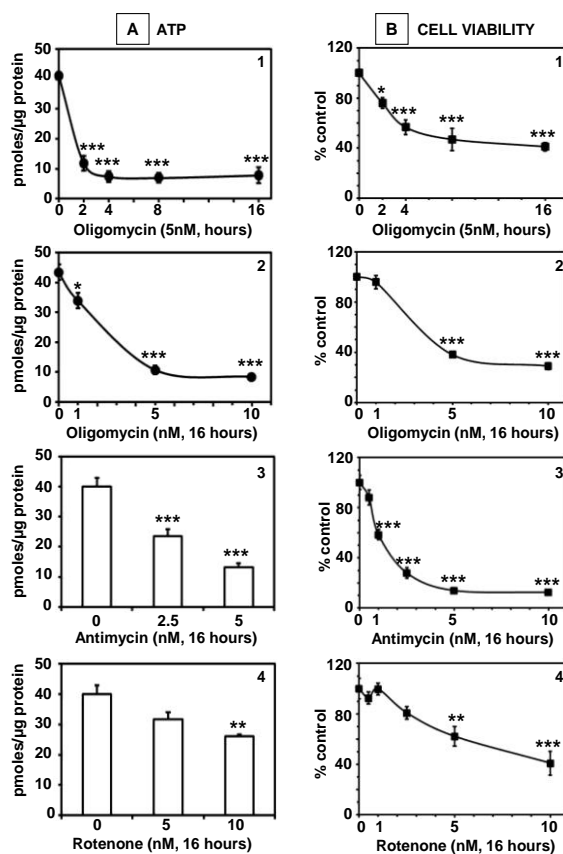 A ATP
1
pmoles/µg protein
50
40
30
20
10
0
***
***
***
***
0 2 4 8 16
Oligomycin (5nM, hours)
2
pmoles/µg protein
50
40
30
20
10
0
*
***
***
0 1 5 10
Oligomycin (nM, 16 hours)
3
pmoles/µg protein
50
40
30
20
10
0
***
***
0 2.5 5
Antimycin (nM, 16 hours)
4
pmoles/µg protein
50
40
30
20
10
0
**
0 5 10
Rotenone (nM, 16 hours)
B CELL VIABILITY
1
% control
120
80
40
0
*
***
***
***
0 2 4 16
Oligomycin (5nM, hours)
2
% control
120
80
40
0
***
***
0 1 5 10
Oligomycin (nM, 16 hours)
3
% control
120
80
40
0
***
***
***
***
0 1 5 10
Antimycin (nM, 16 hours)
4
% control
120
80
40
0
**
***
0 1 5 10
Rotenone (nM, 16 hours)